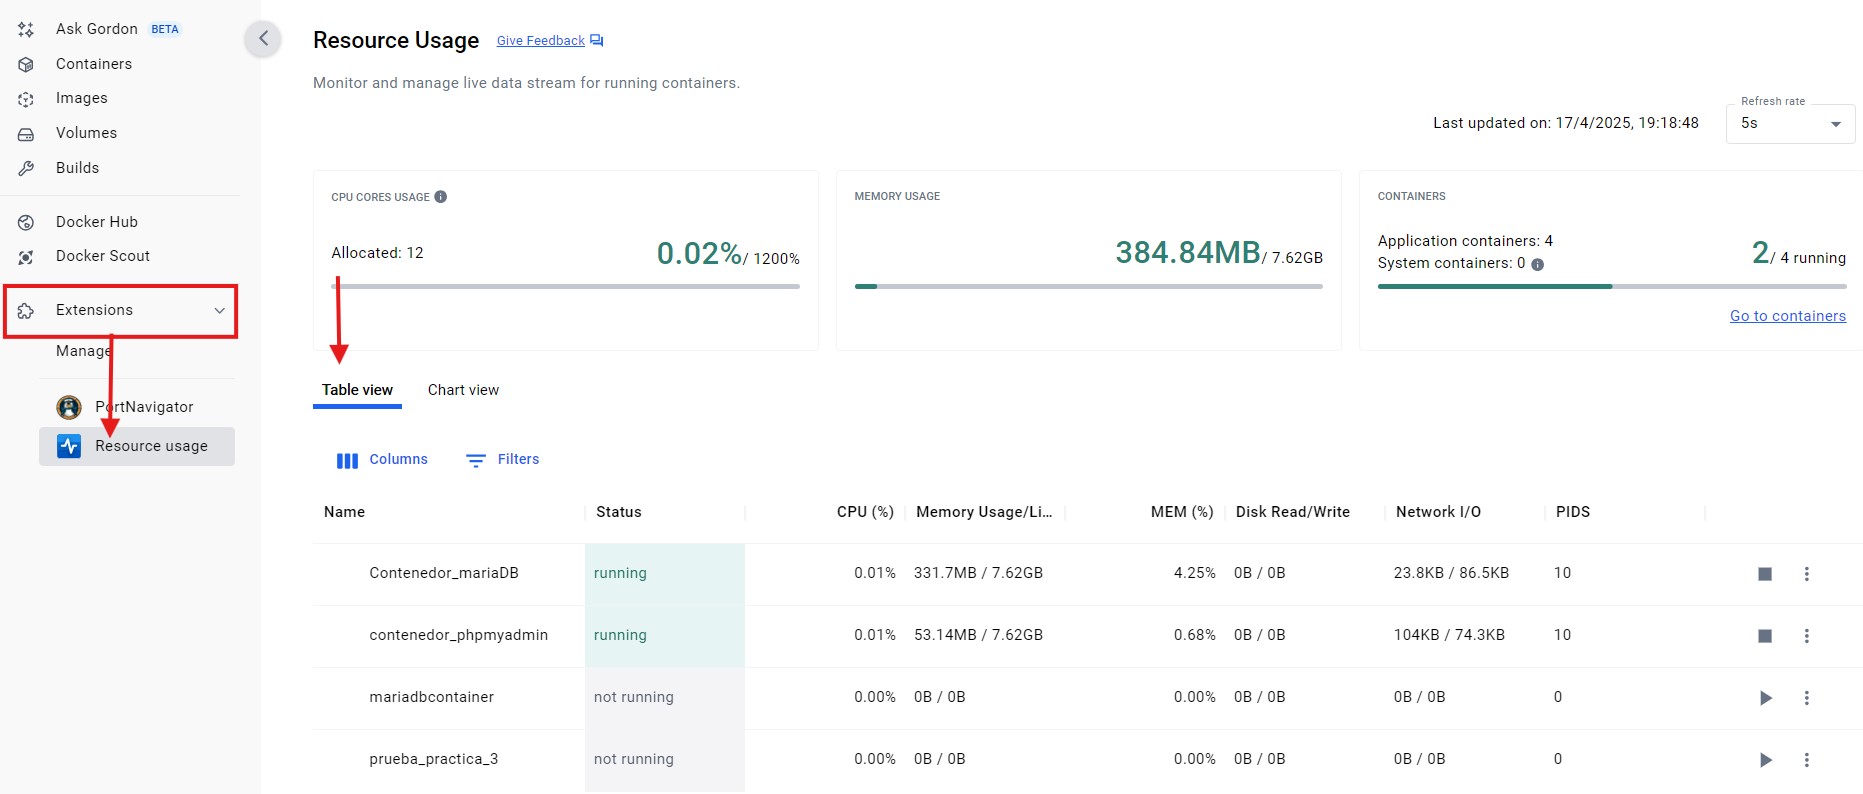 Ask Gordon BETA
Containers
Images
Volumes
Builds
Docker Hub
Docker Scout
Extensions
Manage
PortNavigator
Resource usage
Resource Usage Give Feedback
Monitor and manage live data stream for running containers.
Last updated on: 17/4/2025, 19:18:48
Refresh rate
5s
CPU CORES USAGE
Allocated: 12
0.02% / 1200%
MEMORY USAGE
384.84MB / 7.62GB
CONTAINERS
Application containers: 4
System containers: 0
2 / 4 running
Go to containers
Table view Chart view
Columns Filters
Name Status CPU (%) Memory Usage/Li... MEM (%) Disk Read/Write Network I/O PIDS
Contenedor_mariaDB running 0.01% 331.7MB / 7.62GB 4.25% 0B / 0B 23.8KB / 86.5KB 10
contenedor_phpmyadmin running 0.01% 53.14MB / 7.62GB 0.68% 0B / 0B 104KB / 74.3KB 10
mariadbcontainer not running 0.00% 0B / 0B 0.00% 0B / 0B 0B / 0B 0
prueba_practica_3 not running 0.00% 0B / 0B 0.00% 0B / 0B 0B / 0B 0